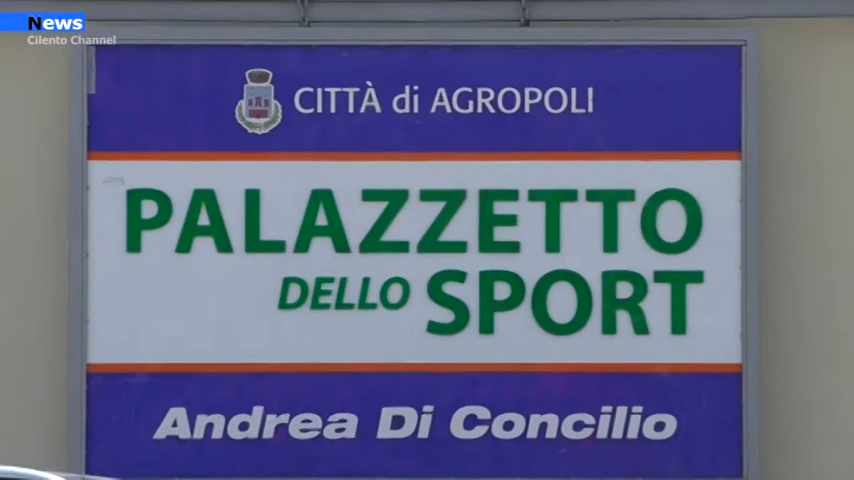 News
Cilento Channel
CITTÀ di AGROPOLI
PALAZZETTO
DELLO SPORT
Andrea Di Concilio